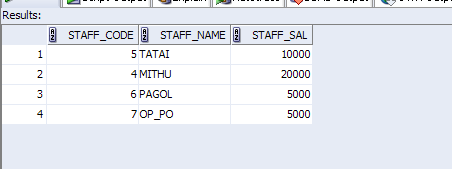 Results:
STAFF_CODE STAFF_NAME STAFF_SAL
1 5 TATAI 10000
2 4 MITHU 20000
3 6 PAGOL 5000
4 7 OP_PO 5000